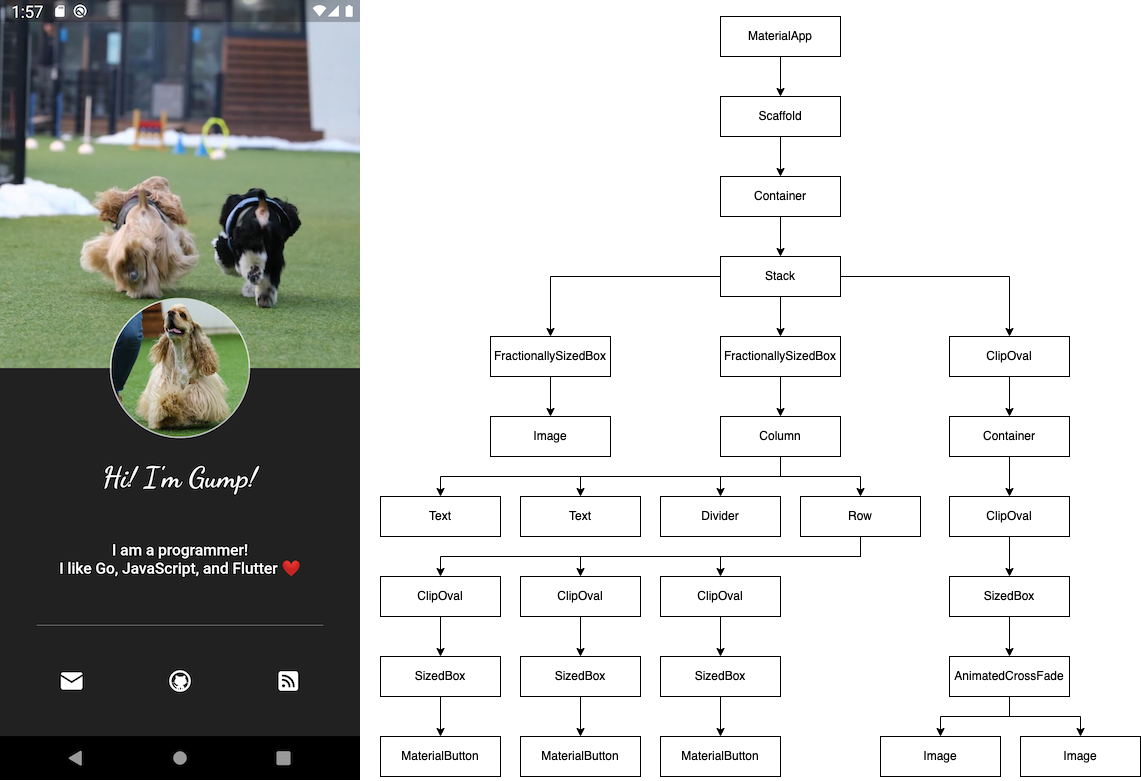 1:57
Hi! I'm Gump!
I am a programmer!
I like Go, JavaScript, and Flutter ❤️
MaterialApp
Scaffold
Container
Stack
FractionallySizedBox
FractionallySizedBox
ClipOval
Image
Column
Container
Text
Text
Divider
Row
ClipOval
ClipOval
ClipOval
ClipOval
SizedBox
SizedBox
SizedBox
SizedBox
AnimatedCrossFade
MaterialButton
MaterialButton
MaterialButton
Image
Image